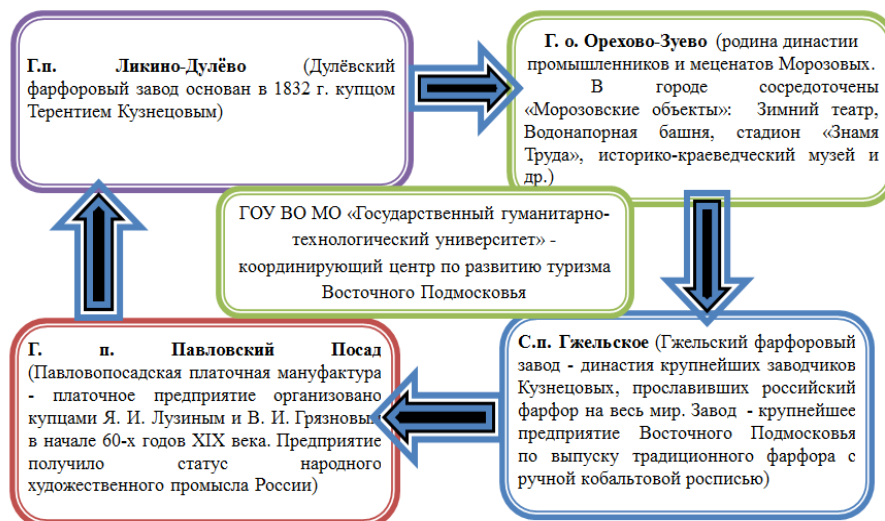 Г.п. Ликино-Дулёво (Дулёвский
фарфоровый завод основан в 1832 г. купцом
Терентием Кузнецовым)
Г. о. Орехово-Зуево (родина династии
промышленников и меценатов Морозовых.
В городе сосредоточены
«Морозовские объекты»: Зимний театр,
Водонапорная башня, стадион «Знамя
Труда», историко-краеведческий музей и
др.)
ГОУ ВО МО «Государственный гуманитарно-
технологический университет» -
координирующий центр по развитию туризма
Восточного Подмосковья
Г. п. Павловский Посад
(Павловопосадская платочная мануфактура
- платочное предприятие организовано
купцами Я. И. Лузиным и В. И. Грязновым
в начале 60-х годов XIX века. Предприятие
получило статус народного
художественного промысла России)
С.п. Гжельское (Гжельский фарфоровый
завод - династия крупнейших заводчиков
Кузнецовых, прославивших российский
фарфор на весь мир. Завод - крупнейшее
предприятие Восточного Подмосковья
по выпуску традиционного фарфора с
ручной кобальтовой росписью)